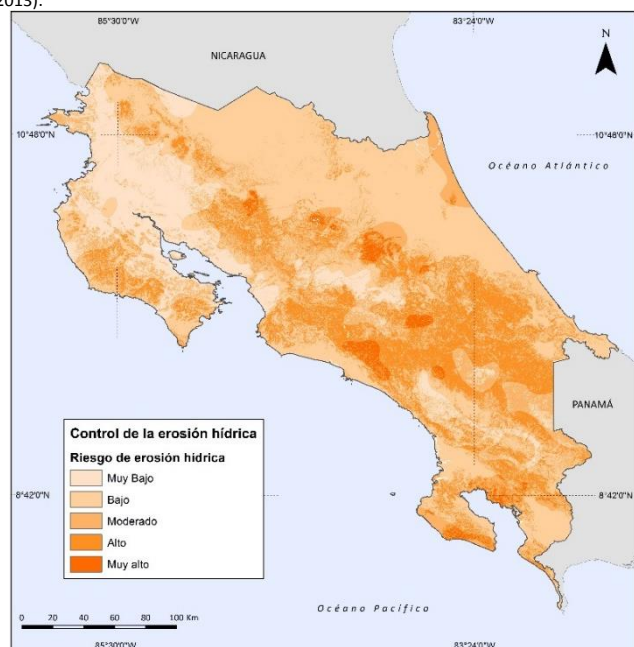 2013).
85°30'0"W
83°24'0"W
N
NICARAGUA
10°48'0"N
10°48'0"N
Océano Atlántico
PANAMÁ
Control de la erosión hídrica
Riesgo de erosión hídrica
Muy Bajo
Bajo
Moderado
Alto
Muy alto
8°42'0"N
8°42'0"N
Océano Pacífico
0 20 40 60 80 100 Km
85°30'0"W
83°24'0"W